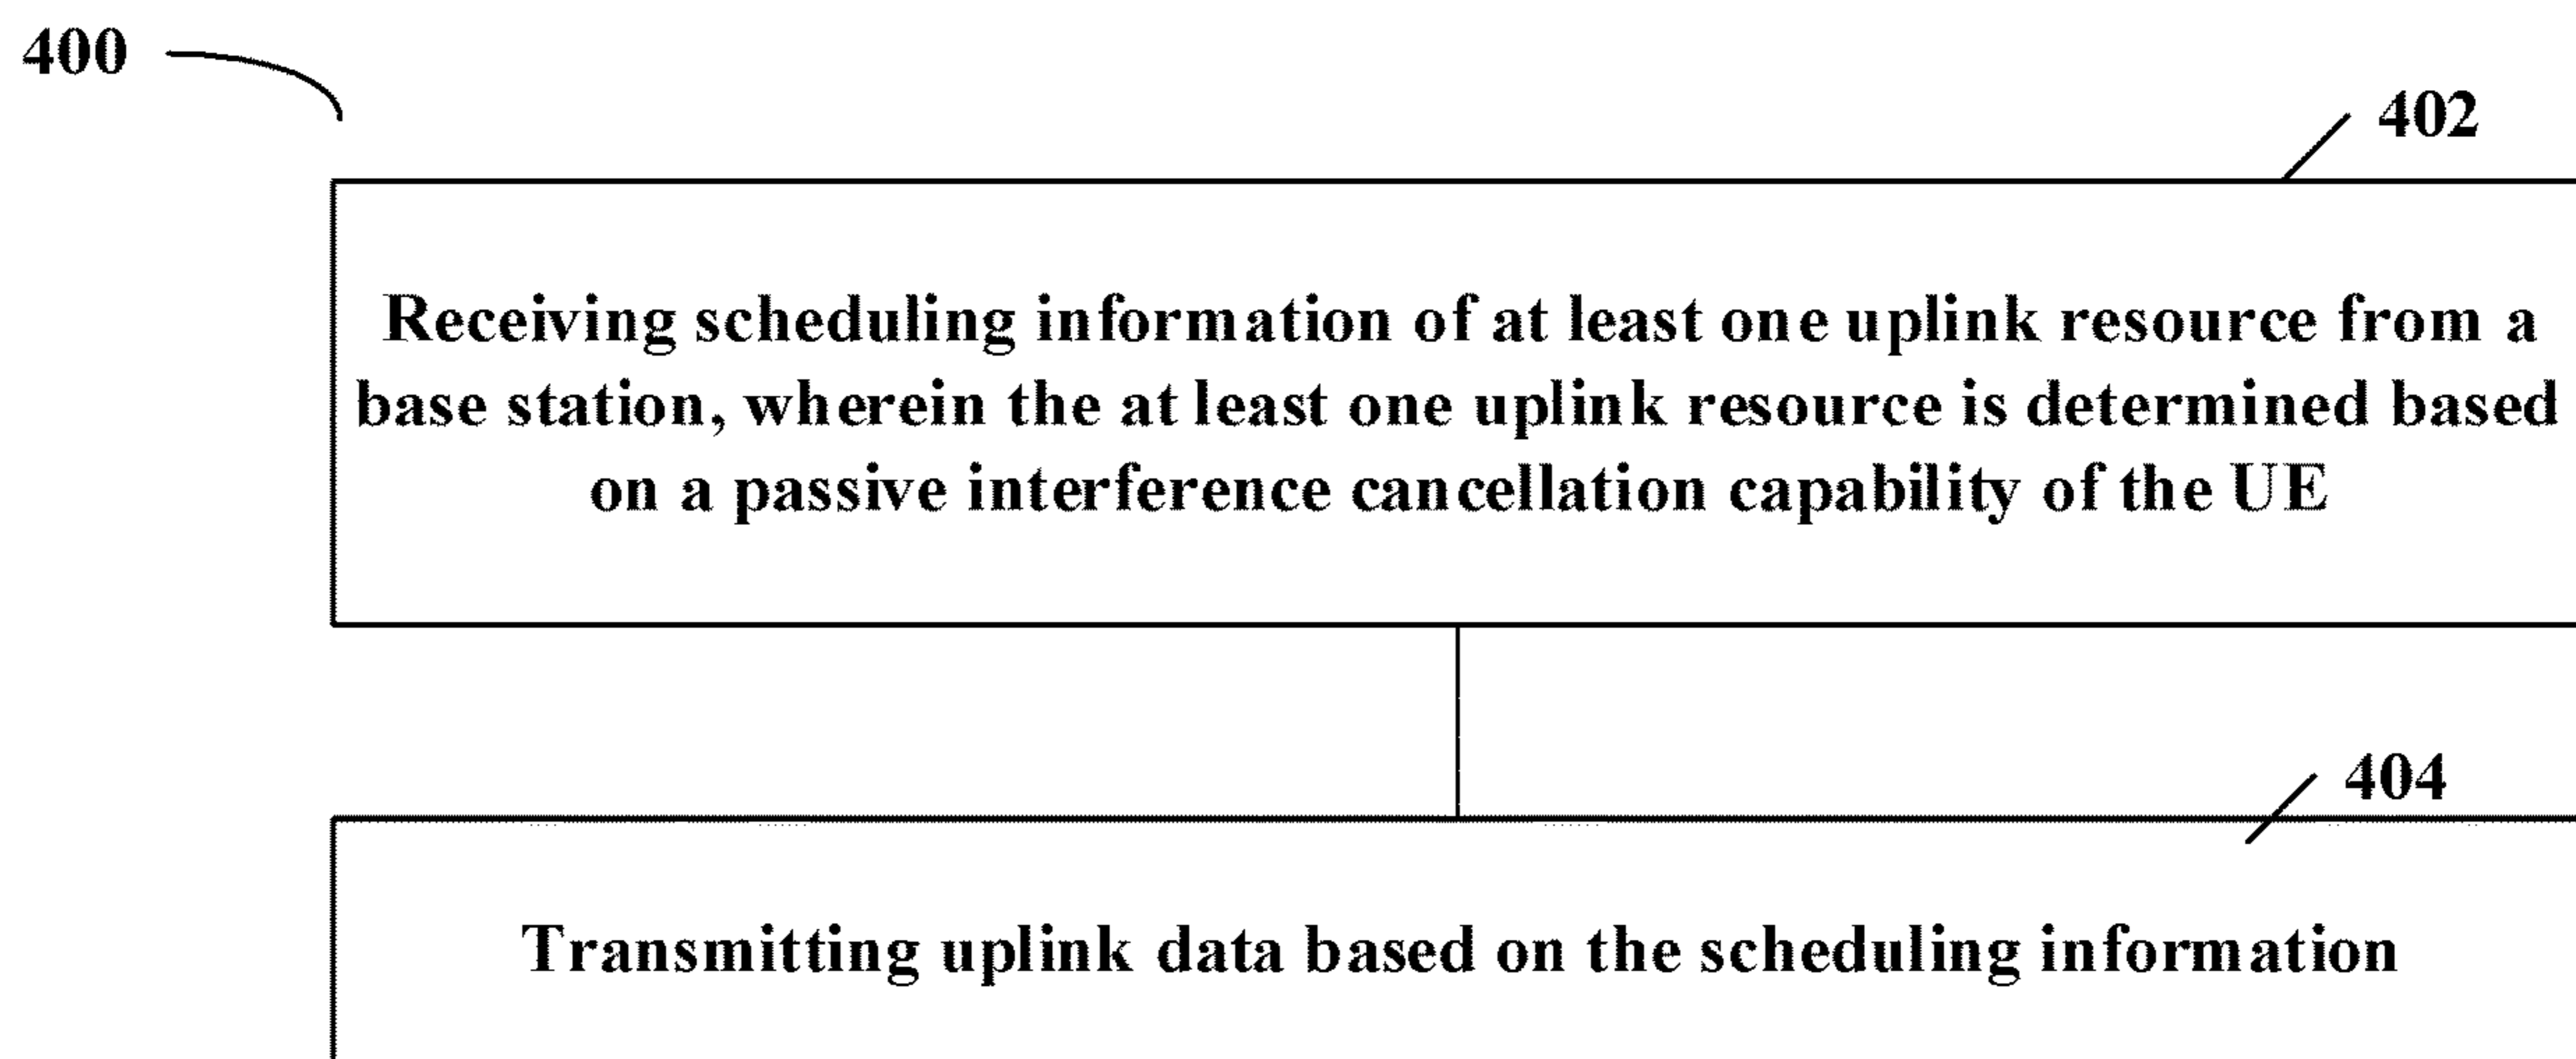 400
402
Receiving scheduling information of at least one uplink resource from a
base station, wherein the at least one uplink resource is determined based
on a passive interference cancellation capability of the UE
404
Transmitting uplink data based on the scheduling information